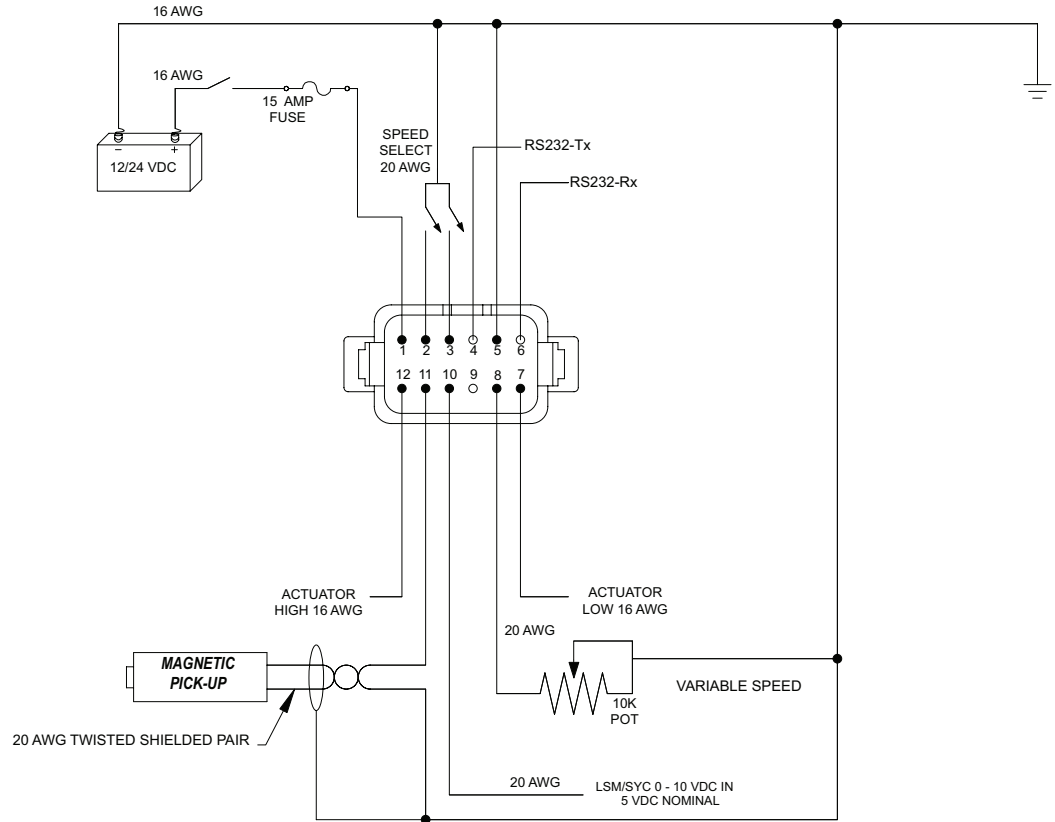 16 AWG
16 AWG
15 AMP
FUSE
12/24 VDC
- +
SPEED
SELECT
20 AWG
RS232-Tx
RS232-Rx
1 2 3 4 5 6
12 11 10 9 8 7
ACTUATOR
HIGH 16 AWG
ACTUATOR
LOW 16 AWG
20 AWG
MAGNETIC
PICK-UP
VARIABLE SPEED
10K
POT
20 AWG TWISTED SHIELDED PAIR
20 AWG
LSM/SYC 0 - 10 VDC IN
5 VDC NOMINAL